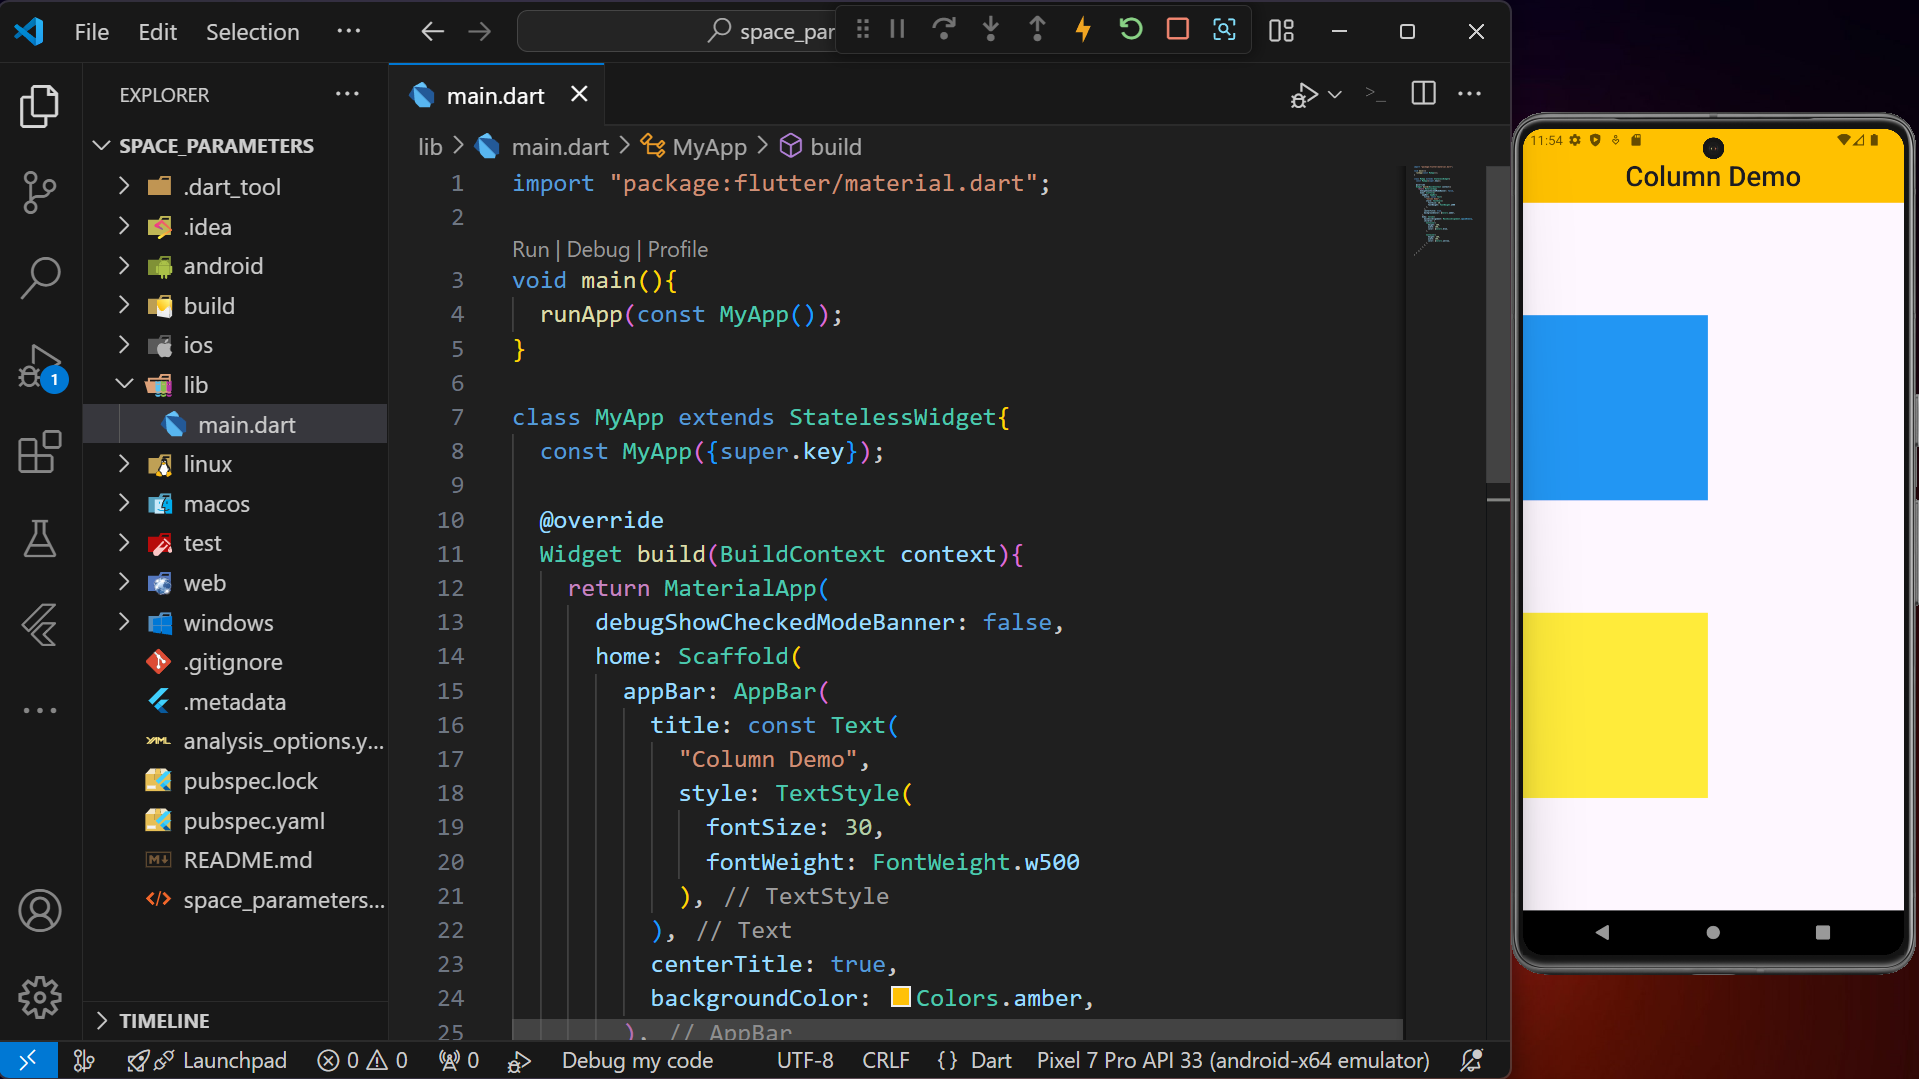 File Edit Selection ···
space_par
EXPLORER
SPACE_PARAMETERS
.dart_tool
.idea
android
build
ios
lib
main.dart
linux
macos
test
web
windows
.gitignore
.metadata
analysis_options.y...
pubspec.lock
pubspec.yaml
README.md
space_parameters...
TIMELINE
1
main.dart
lib > main.dart > MyApp > build
1 import "package:flutter/material.dart";
2
Run | Debug | Profile
3 void main(){
4 runApp(const MyApp());
5 }
6
7 class MyApp extends StatelessWidget{
8 const MyApp({super.key});
9
10 @override
11 Widget build(BuildContext context){
12 return MaterialApp(
13 debugShowCheckedModeBanner: false,
14 home: Scaffold(
15 appBar: AppBar(
16 title: const Text(
17 "Column Demo",
18 style: TextStyle(
19 fontSize: 30,
20 fontWeight: FontWeight.w500
21 ), // TextStyle
22 ), // Text
23 centerTitle: true,
24 backgroundColor: Colors.amber,
25 ), // AppBar
Launchpad 0 0 0 Debug my code UTF-8 CRLF {} Dart Pixel 7 Pro API 33 (android-x64 emulator)
11:54
Column Demo